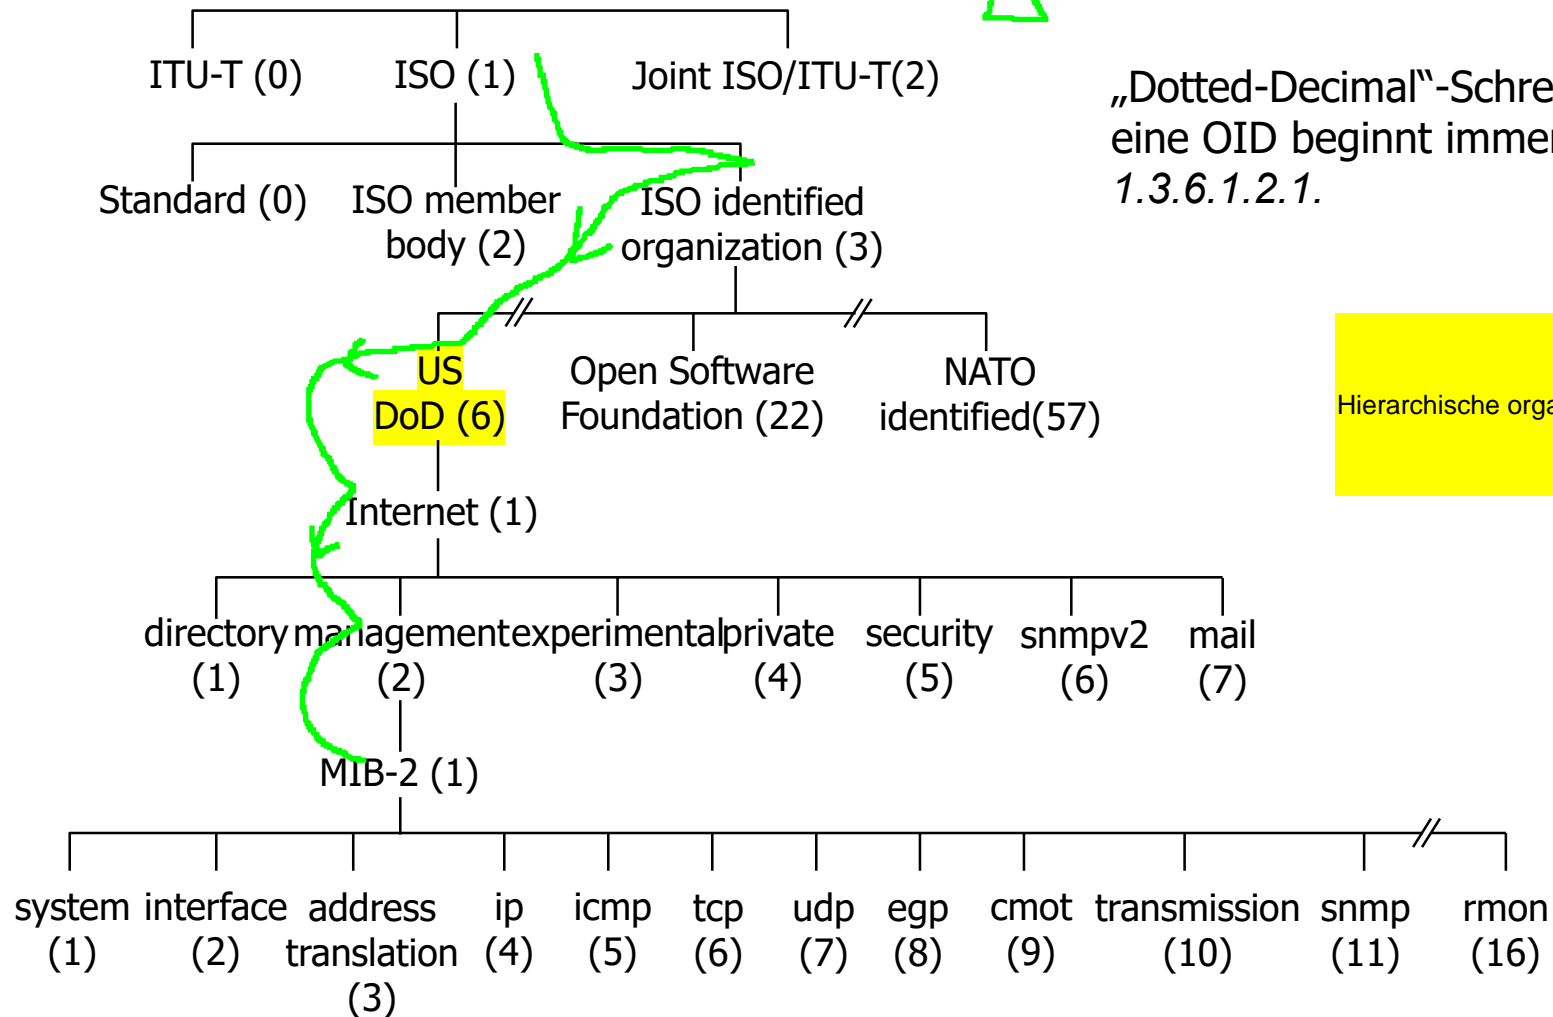 ITU-T (0) ISO (1) Joint ISO/ITU-T(2)
„Dotted-Decimal“-Schre
eine OID beginnt immer
1.3.6.1.2.1.
Standard (0) ISO member ISO identified
body (2) organization (3)
US Open Software NATO
DoD (6) Foundation (22) identified(57)
Hierarchische orga
Internet (1)
directory management experimental private security snmpv2 mail
(1) (2) (3) (4) (5) (6) (7)
MIB-2 (1)
system interface address ip icmp tcp udp egp cmot transmission snmp rmon
(1) (2) translation (4) (5) (6) (7) (8) (9) (10) (11) (16)
(3)